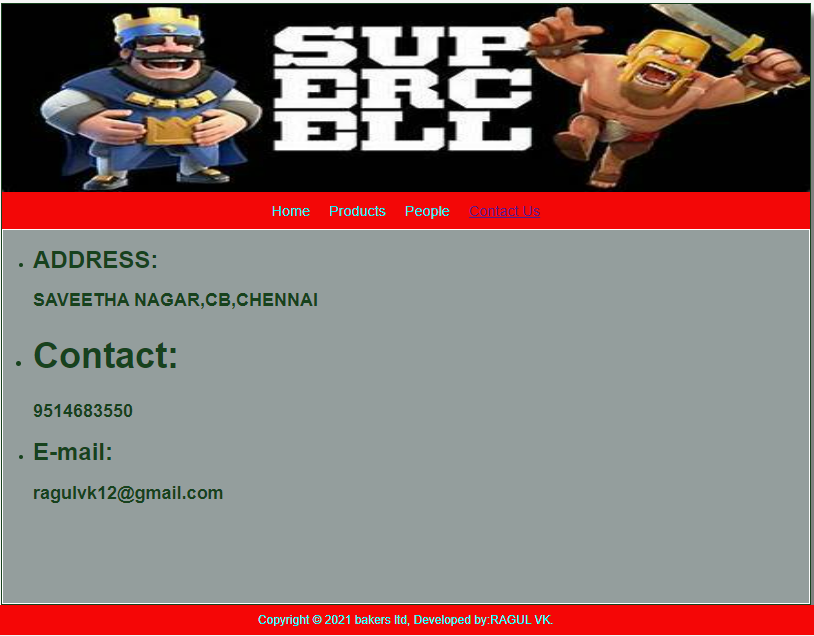 SUP
ERC
ELL
Home Products People Contact Us
ADDRESS:
SAVEETHA NAGAR,CB,CHENNAI
Contact:
9514683550
E-mail:
ragulvk12@gmail.com
Copyright © 2021 bakers ltd, Developed by:RAGUL VK.